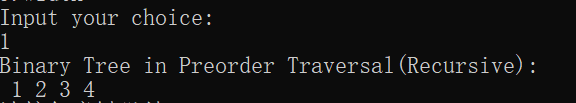 Input your choice:
1
Binary Tree in Preorder Traversal(Recursive):
1 2 3 4